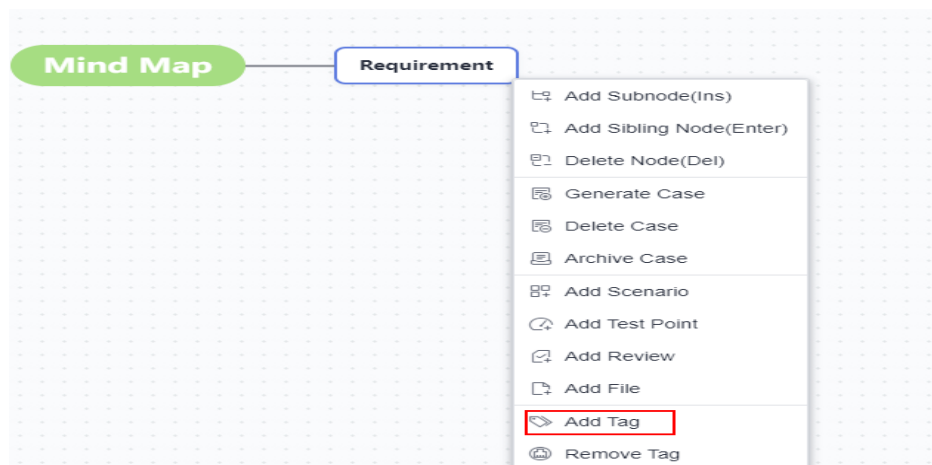 Mind Map
Requirement
Add Subnode(Ins)
Add Sibling Node(Enter)
Delete Node(Del)
Generate Case
Delete Case
Archive Case
Add Scenario
Add Test Point
Add Review
Add File
Add Tag
Remove Tag